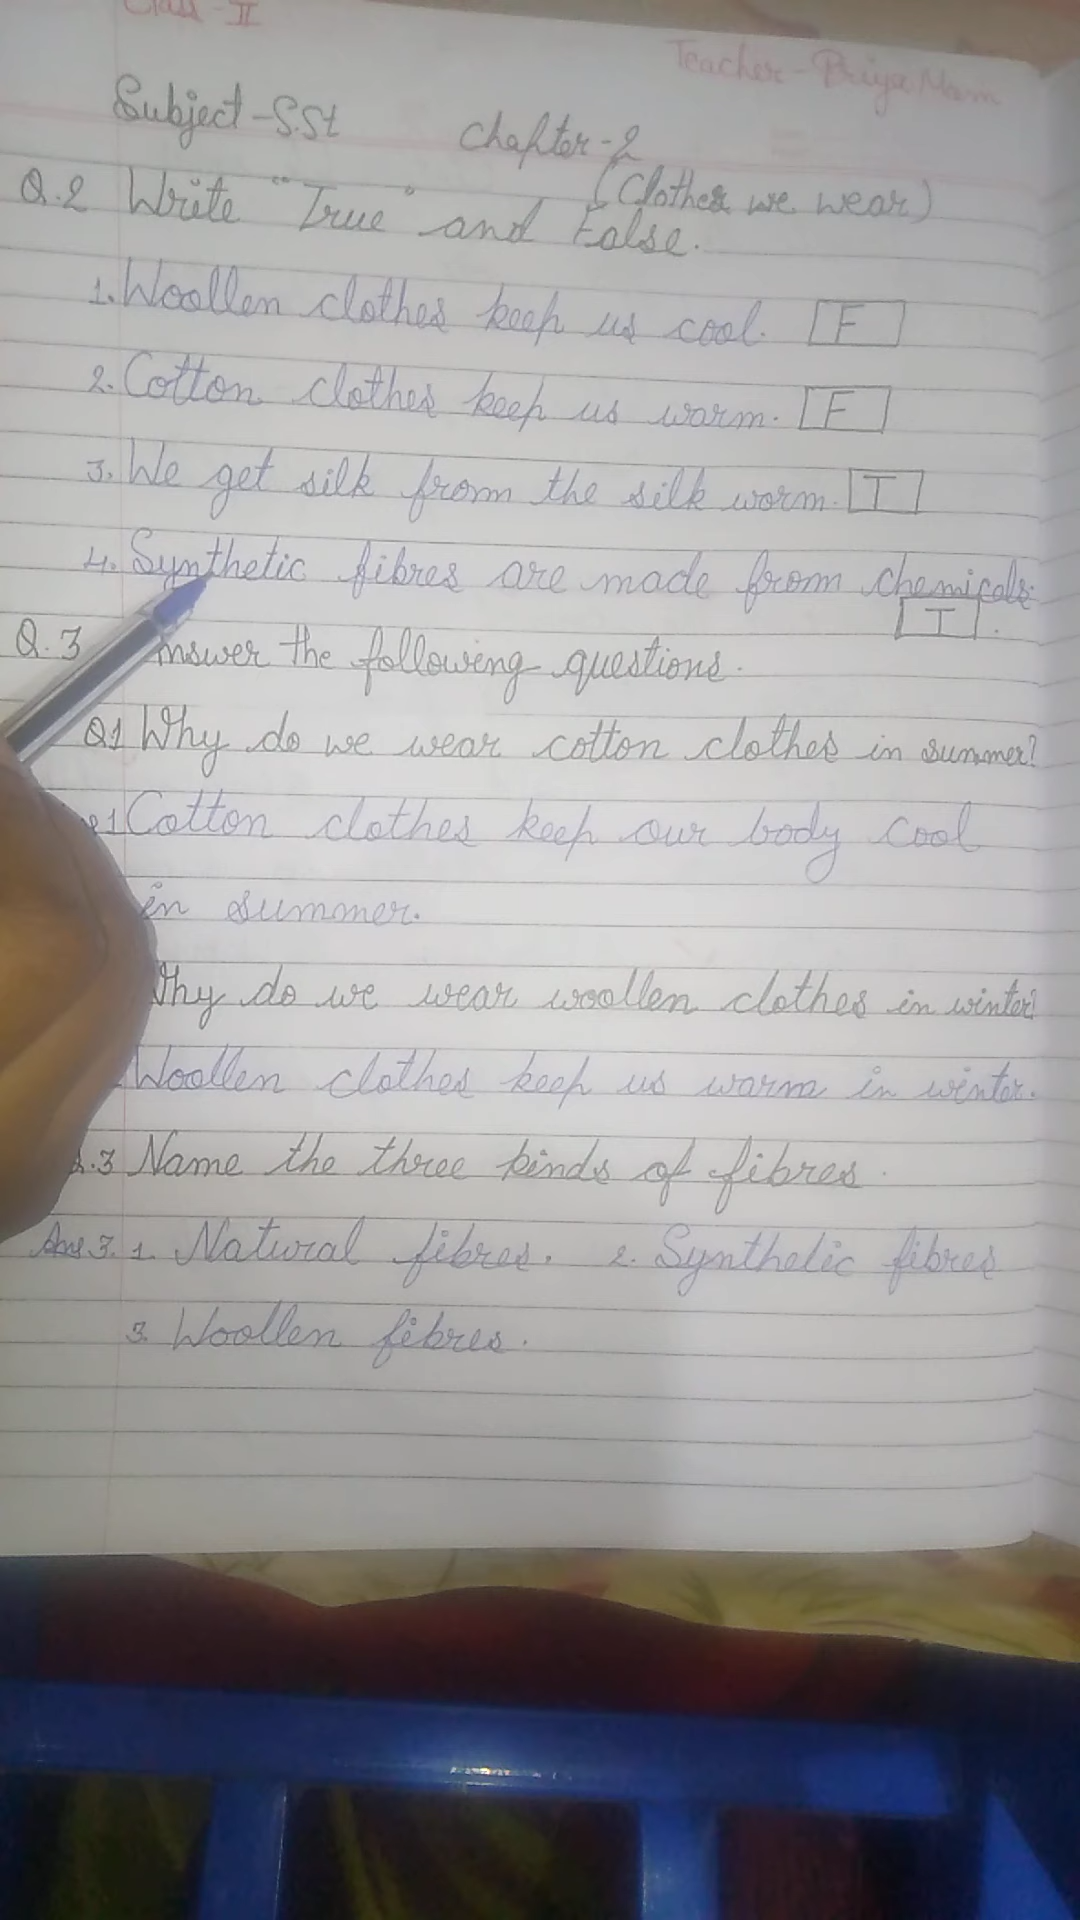 Class - II
Teacher - Priya Mam
Subject - S.St Chapter - 2
(Clothes we wear)
Q.2 Write "True" and False.
1. Woollen clothes keep us cool. F
2. Cotton clothes keep us warm. F
3. We get silk from the silk worm. T
4. Synthetic fibres are made from chemicals.
T.
Q.3 nswer the following questions.
Q1 Why do we wear cotton clothes in summer?
1 Cotton clothes keep our body cool
in summer.
Why do we wear woollen clothes in winter?
Woollen clothes keep us warm in winter.
.3 Name the three kinds of fibres.
Ans 3. 1. Natural fibres. 2. Synthetic fibres
3. Woollen fibres.